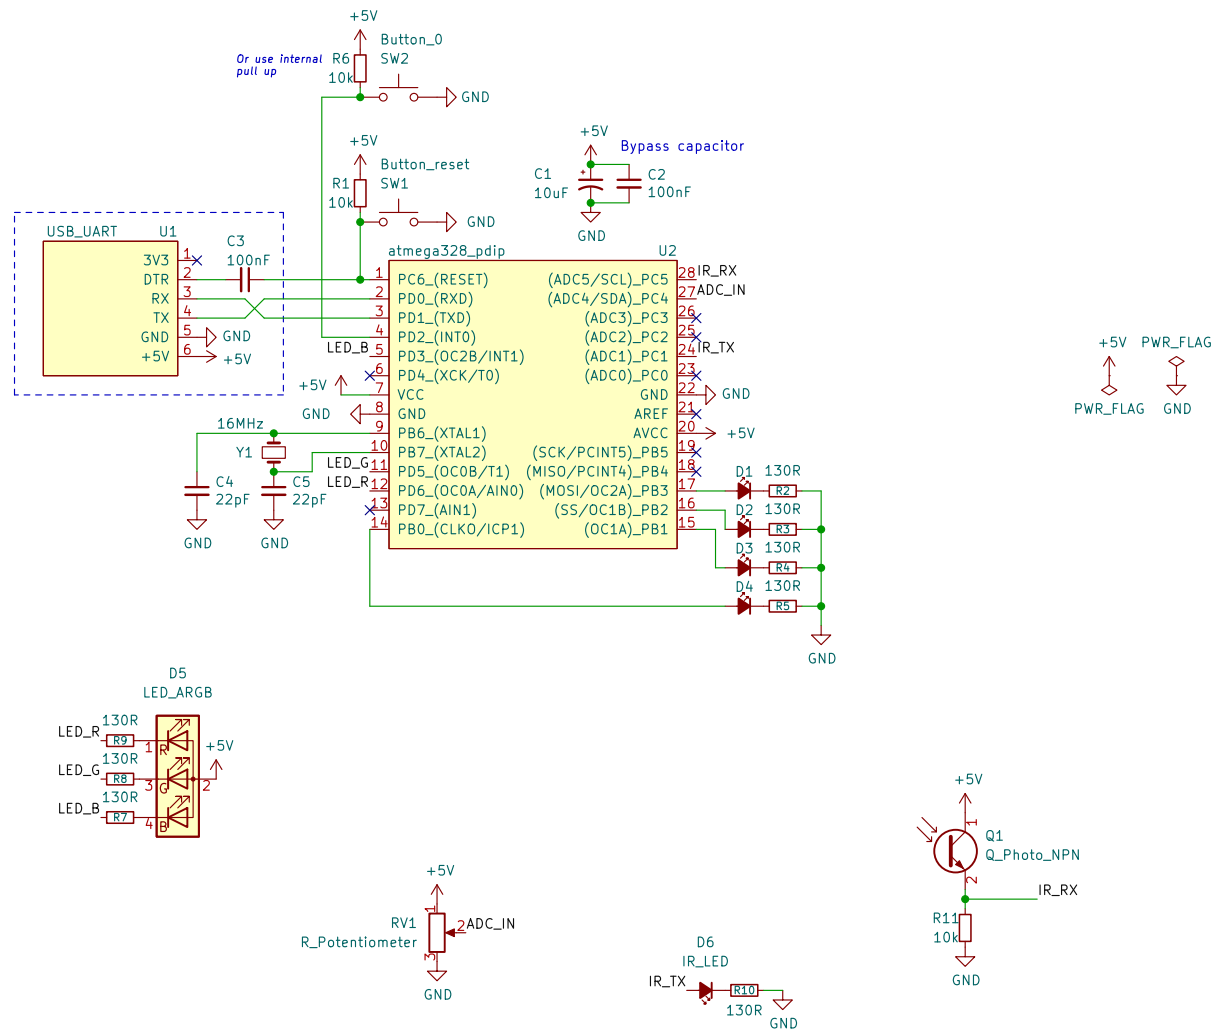 +5V
Button_0
SW2
Or use internal
pull up
R6
10k
GND
+5V
Button_reset
SW1
R1
10k
GND
+5V
Bypass capacitor
C1
10uF
C2
100nF
GND
USB_UART
U1
3V3
1
DTR
2
RX
3
TX
4
GND
5
+5V
6
C3
100nF
GND
+5V
atmega328_pdip
U2
1 PC6_(RESET)
2 PD0_(RXD)
3 PD1_(TXD)
4 PD2_(INT0)
LED_B
5 PD3_(OC2B/INT1)
6 PD4_(XCK/T0)
+5V
7 VCC
GND
8 GND
9 PB6_(XTAL1)
10 PB7_(XTAL2)
LED_G
11 PD5_(OC0B/T1)
LED_R
12 PD6_(OC0A/AIN0)
13 PD7_(AIN1)
14 PB0_(CLKO/ICP1)
(ADC5/SCL)_PC5 28 IR_RX
(ADC4/SDA)_PC4 27 ADC_IN
(ADC3)_PC3 26
(ADC2)_PC2 25
(ADC1)_PC1 24 IR_TX
(ADC0)_PC0 23
GND 22 GND
AREF 21
AVCC 20 +5V
(SCK/PCINT5)_PB5 19
(MISO/PCINT4)_PB4 18
(MOSI/OC2A)_PB3 17
(SS/OC1B)_PB2 16
(OC1A)_PB1 15
16MHz
Y1
C4
22pF
C5
22pF
GND
GND
D1
130R
R2
D2
130R
R3
D3
130R
R4
D4
130R
R5
GND
+5V
PWR_FLAG
PWR_FLAG
GND
D5
LED_ARGB
LED_R
130R
R9
1
R
LED_G
130R
R8
3
G
LED_B
130R
R7
4
B
2
+5V
+5V
1
RV1
R_Potentiometer
2
ADC_IN
3
GND
D6
IR_LED
IR_TX
R10
130R
GND
+5V
1
Q1
Q_Photo_NPN
2
IR_RX
R11
10k
GND